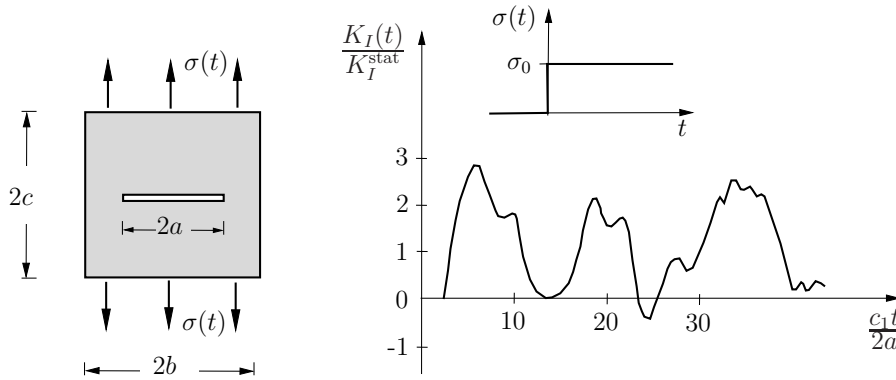 σ(t)
2c
2a
σ(t)
2b
K_I(t)
K_I^stat
σ(t)
σ_0
t
3
2
1
0
-1
10
20
30
c_1t
2a